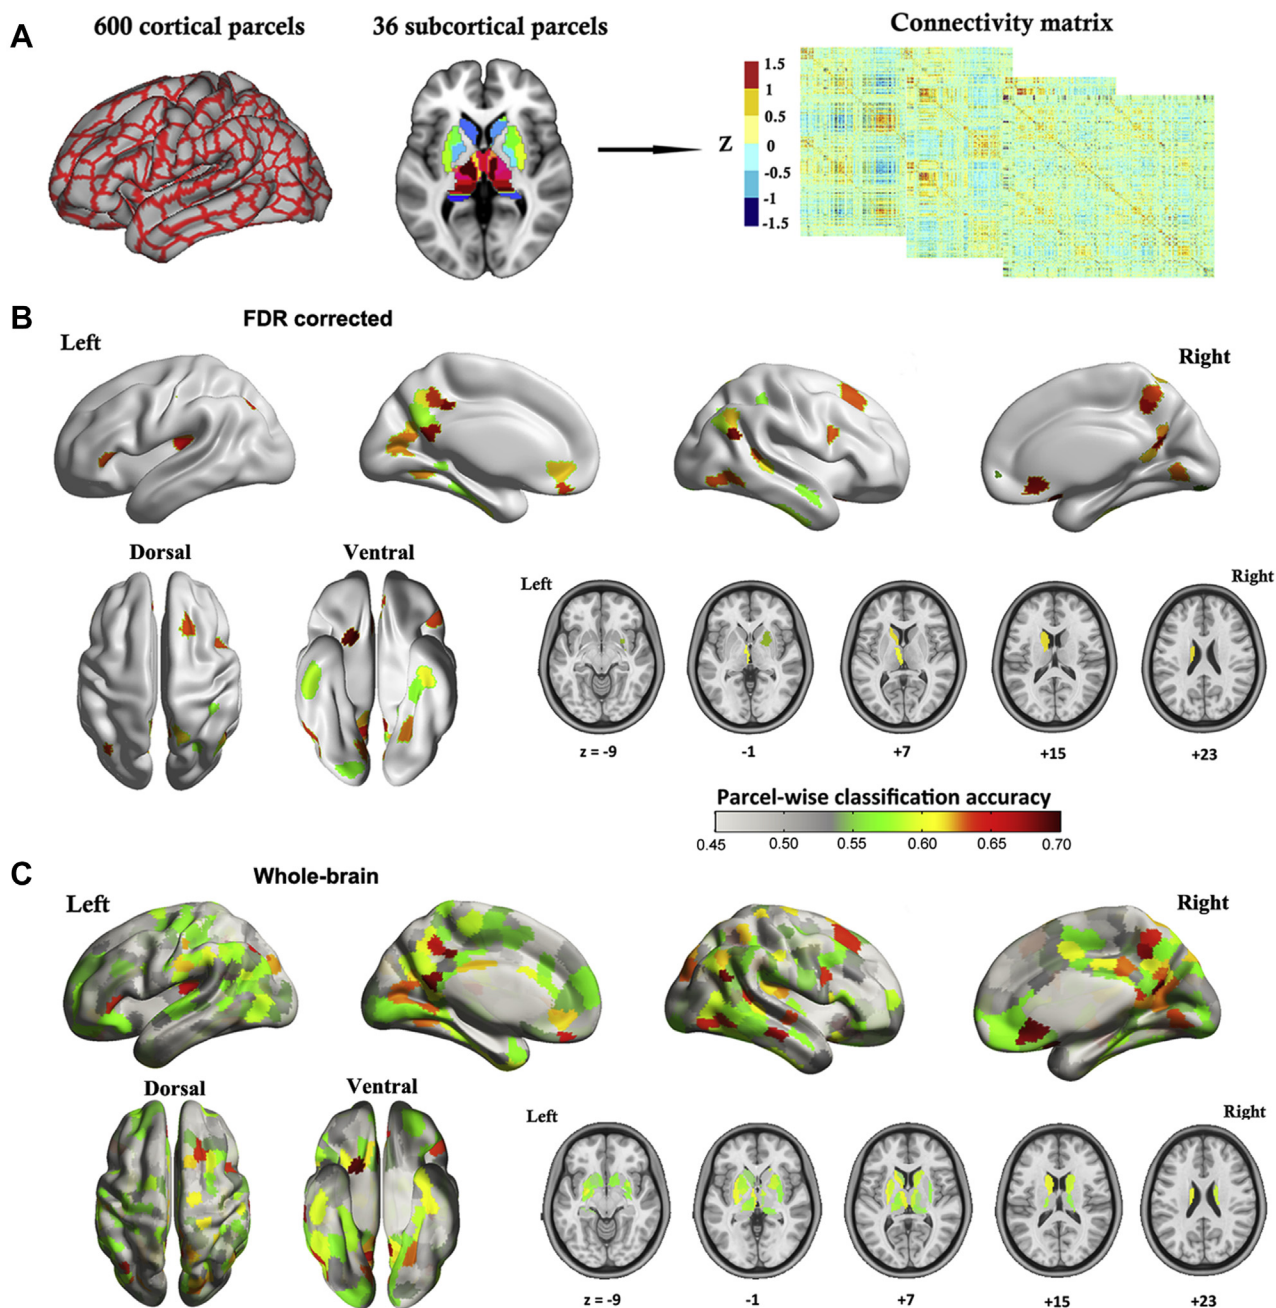 A
600 cortical parcels
36 subcortical parcels
Connectivity matrix
Z
1.5
1
0.5
0
-0.5
-1
-1.5
B
FDR corrected
Left
Right
Dorsal
Ventral
Left
Right
z = -9
-1
+7
+15
+23
Parcel-wise classification accuracy
0.45 0.50 0.55 0.60 0.65 0.70
C
Whole-brain
Left
Right
Dorsal
Ventral
Left
Right
z = -9
-1
+7
+15
+23